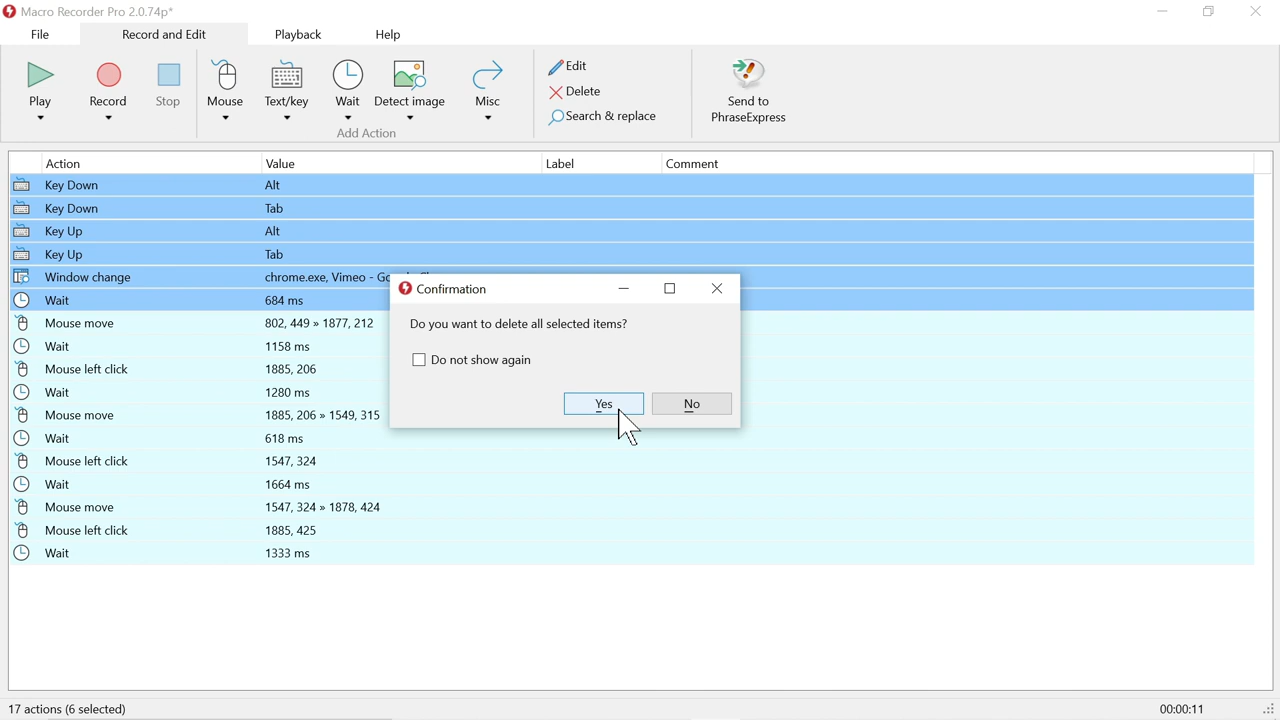 Macro Recorder Pro 2.0.74p*
File Record and Edit Playback Help
Play Record Stop Mouse Text/key Wait Detect image Misc
Add Action
Edit
Delete
Search & replace
Send to
PhraseExpress
Action Value Label Comment
Key Down Alt
Key Down Tab
Key Up Alt
Key Up Tab
Window change chrome.exe, Vimeo -
Wait 684 ms
Mouse move 802, 449 » 1877, 212
Wait 1158 ms
Mouse left click 1885, 206
Wait 1280 ms
Mouse move 1885, 206 » 1549, 315
Wait 618 ms
Mouse left click 1547, 324
Wait 1664 ms
Mouse move 1547, 324 » 1878, 424
Mouse left click 1885, 425
Wait 1333 ms
Confirmation
Do you want to delete all selected items?
Do not show again
Yes No
17 actions (6 selected) 00:00:11